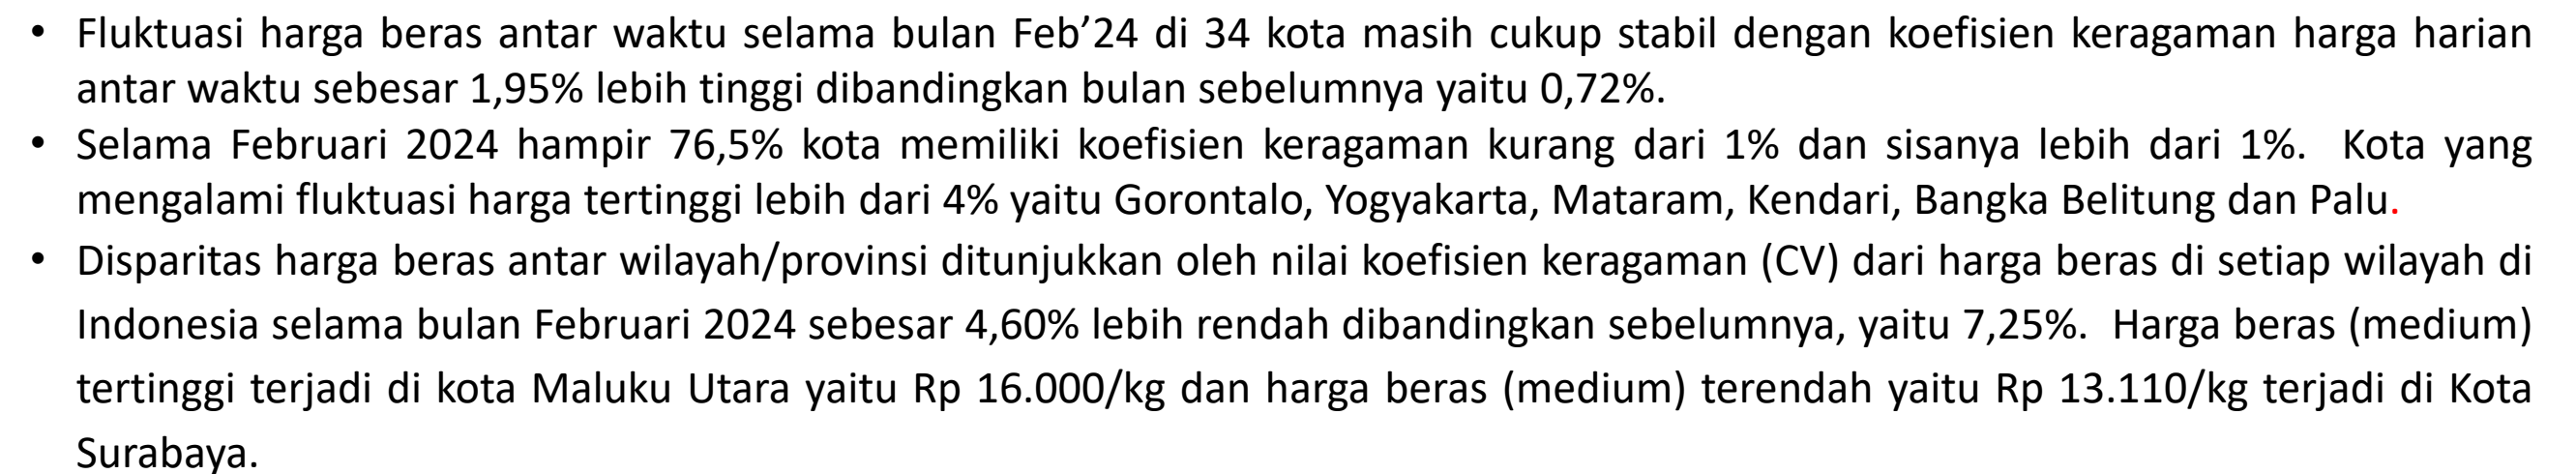 • Fluktuasi harga beras antar waktu selama bulan Feb’24 di 34 kota masih cukup stabil dengan koefisien keragaman harga harian
antar waktu sebesar 1,95% lebih tinggi dibandingkan bulan sebelumnya yaitu 0,72%.
• Selama Februari 2024 hampir 76,5% kota memiliki koefisien keragaman kurang dari 1% dan sisanya lebih dari 1%. Kota yang
mengalami fluktuasi harga tertinggi lebih dari 4% yaitu Gorontalo, Yogyakarta, Mataram, Kendari, Bangka Belitung dan Palu.
• Disparitas harga beras antar wilayah/provinsi ditunjukkan oleh nilai koefisien keragaman (CV) dari harga beras di setiap wilayah di
Indonesia selama bulan Februari 2024 sebesar 4,60% lebih rendah dibandingkan sebelumnya, yaitu 7,25%. Harga beras (medium)
tertinggi terjadi di kota Maluku Utara yaitu Rp 16.000/kg dan harga beras (medium) terendah yaitu Rp 13.110/kg terjadi di Kota
Surabaya.